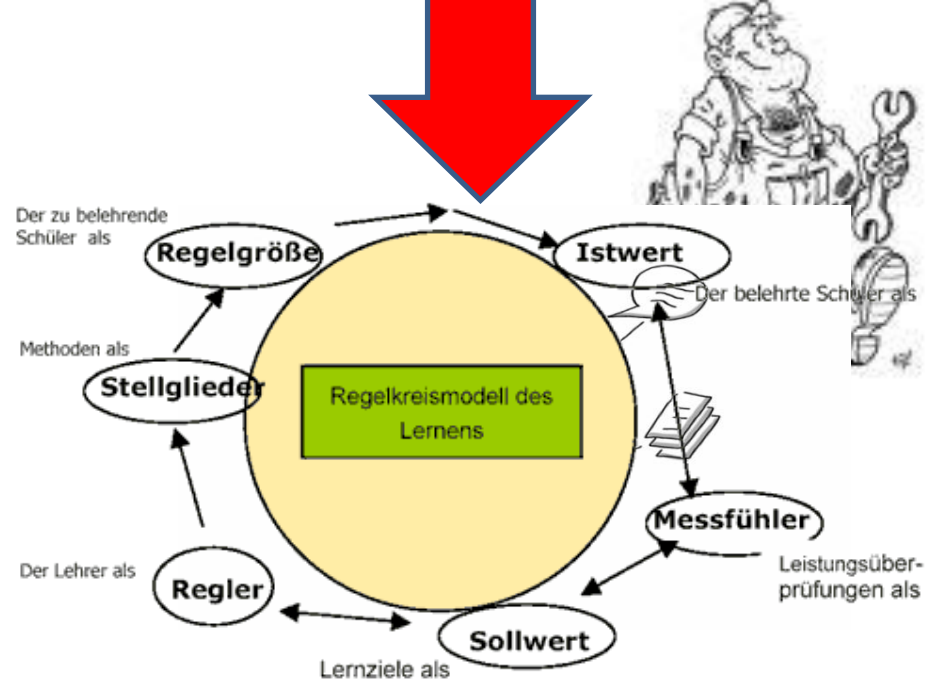 Der zu belehrende
Schüler als
Regelgröße
Istwert
Der belehrte Schüler als
Methoden als
Stellglieder
Regelkreismodell des
Lernens
Messfühler
Leistungsüber-
prüfungen als
Der Lehrer als
Regler
Sollwert
Lernziele als